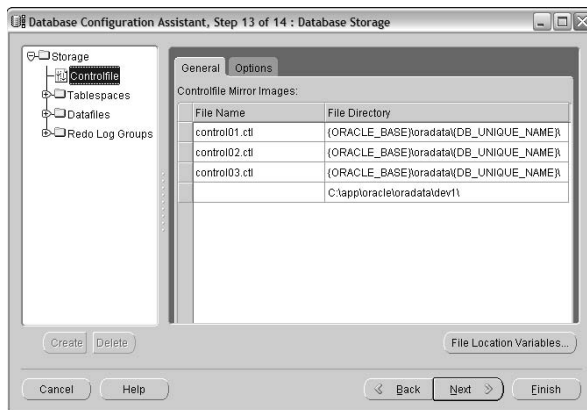 Database Configuration Assistant, Step 13 of 14 : Database Storage
Storage
Controlfile
Tablespaces
Datafiles
Redo Log Groups
General Options
Controlfile Mirror Images:
File Name File Directory
control01.ctl {ORACLE_BASE}\oradata\{DB_UNIQUE_NAME}\
control02.ctl {ORACLE_BASE}\oradata\{DB_UNIQUE_NAME}\
control03.ctl {ORACLE_BASE}\oradata\{DB_UNIQUE_NAME}\
C:\app\oracle\oradata\dev1\
Create Delete File Location Variables...
Cancel Help Back Next Finish